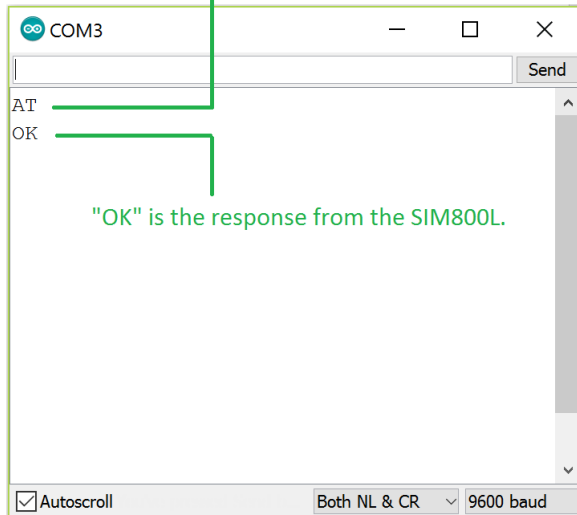 COM3
Send
AT
OK
"OK" is the response from the SIM800L.
Autoscroll
Both NL & CR
9600 baud